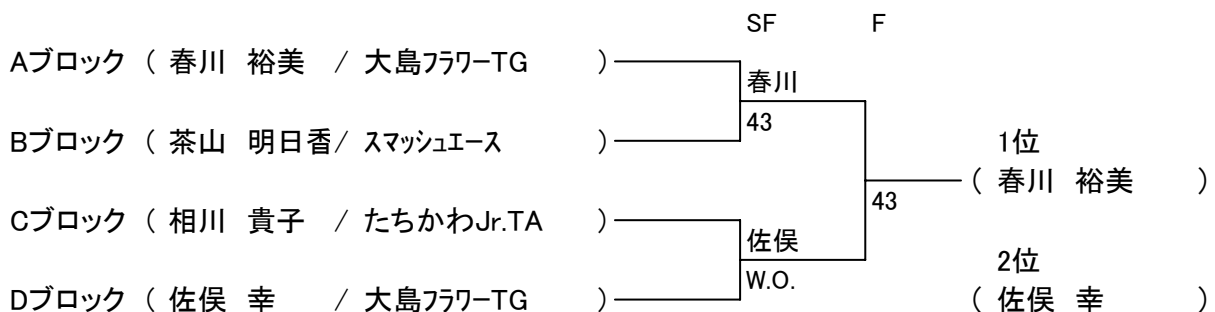 SF F
Aブロック ( 春川 裕美 / 大島ﾌﾗﾜｰTG )
春川
43
Bブロック ( 茶山 明日香/ ｽﾏｯｼｭｴｰｽ )
1位
( 春川 裕美 )
43
Cブロック ( 相川 貴子 / たちかわJr.TA )
佐俣
W.O.
2位
Dブロック ( 佐俣 幸 / 大島ﾌﾗﾜｰTG )
( 佐俣 幸 )